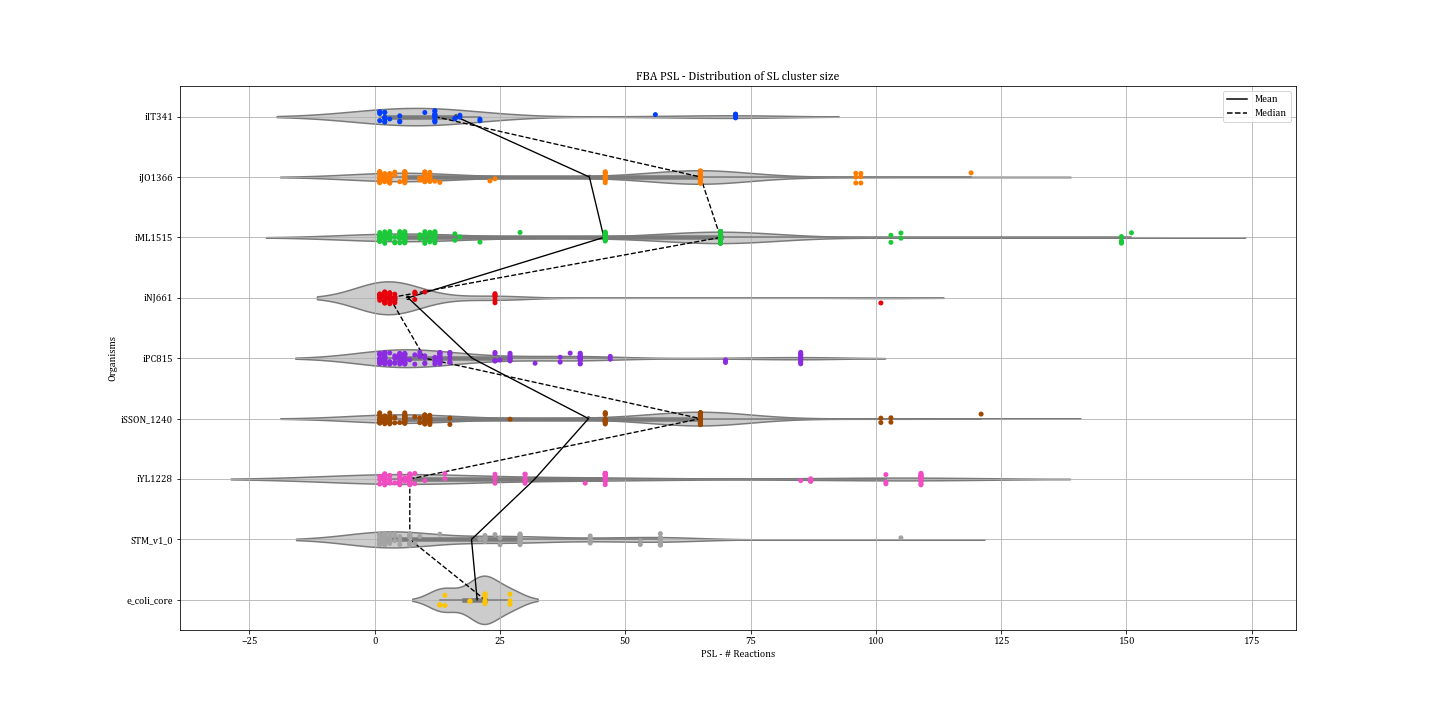 FBA PSL - Distribution of SL cluster size
Mean
Median
iIT341
iJO1366
iML1515
iNJ661
iPC815
iSSON_1240
iYL1228
STM_v1_0
e_coli_core
Organisms
−25
0
25
50
75
100
125
150
175
PSL - # Reactions